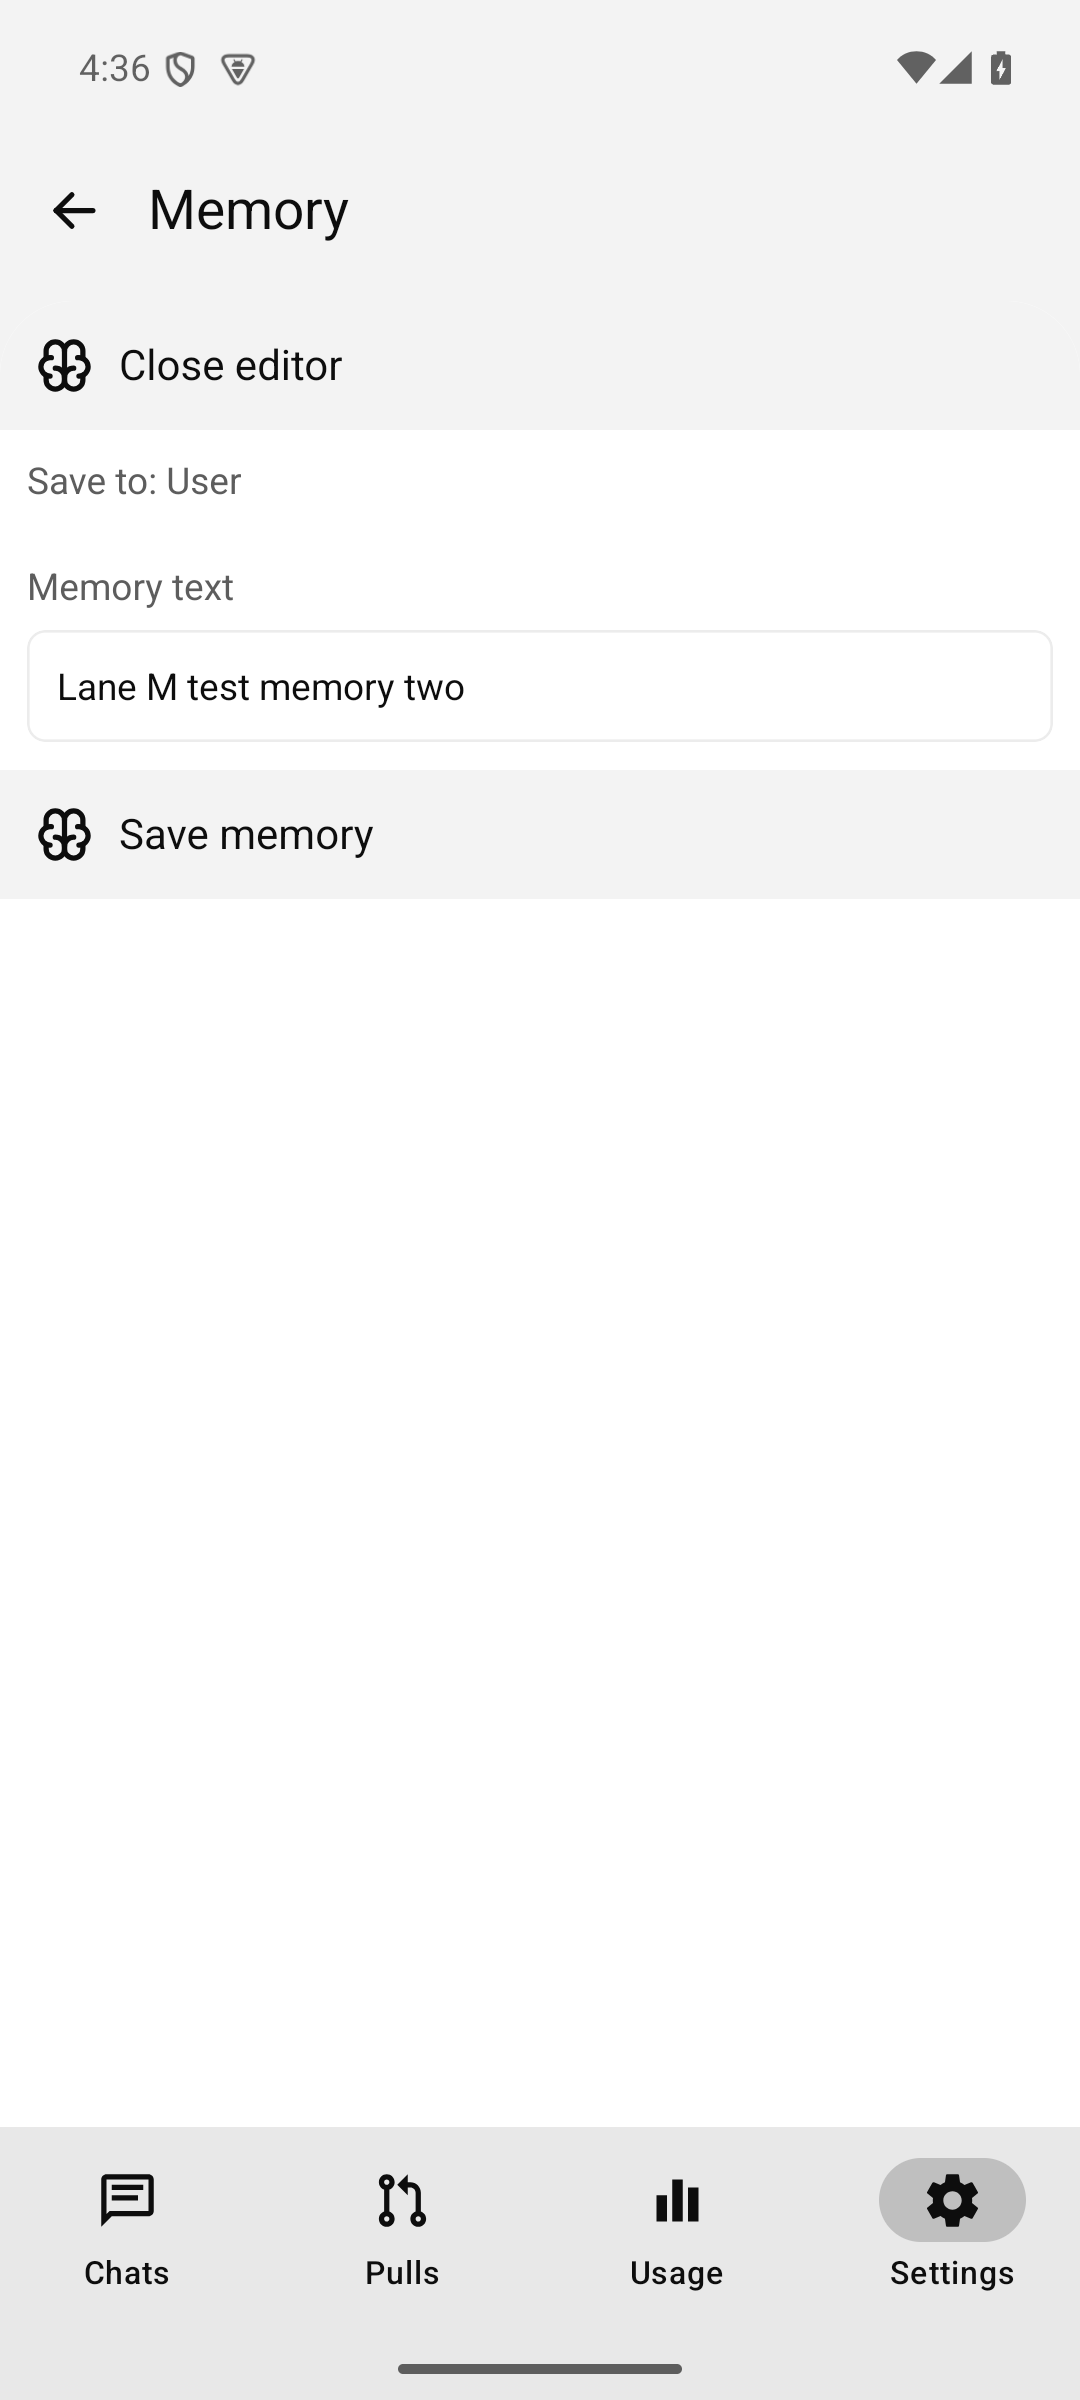 4:36
Memory
Close editor
Save to: User
Memory text
Lane M test memory two
Save memory
Chats
Pulls
Usage
Settings